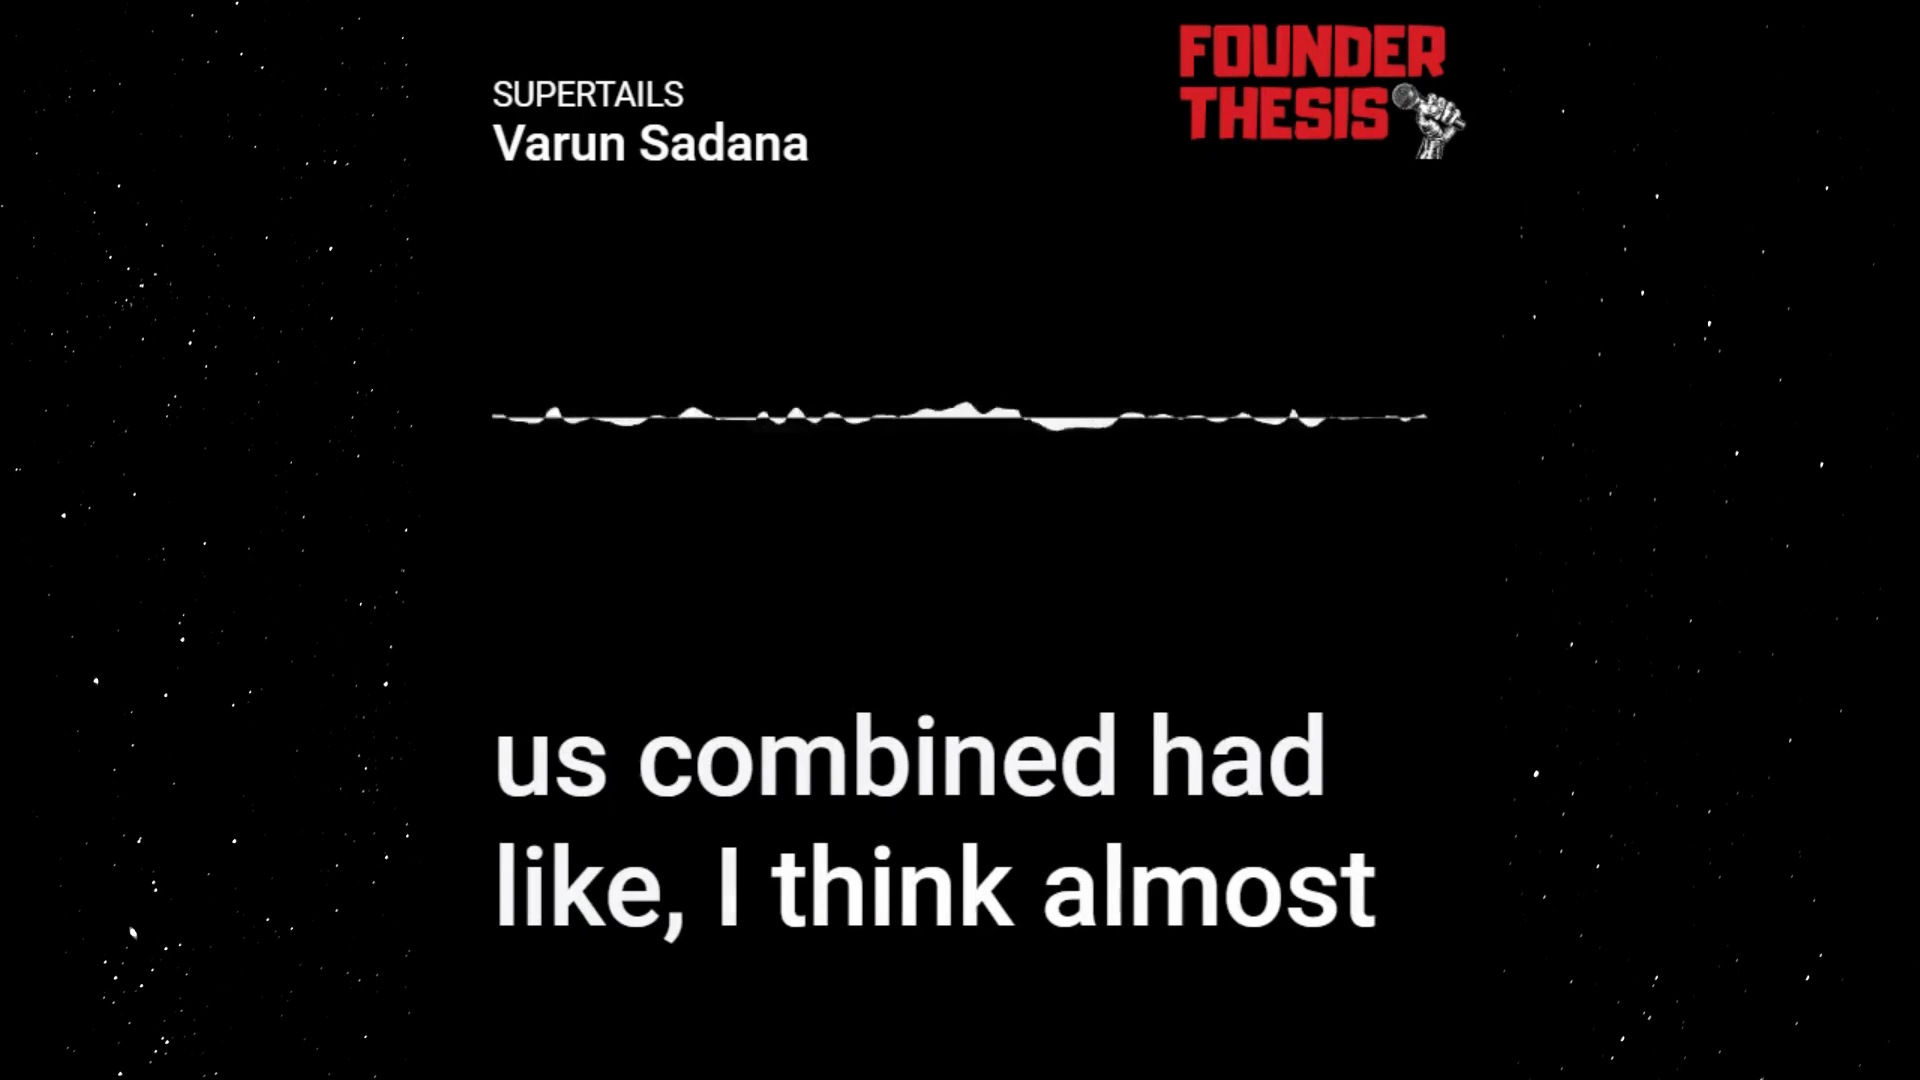 SUPERTAILS
Varun Sadana
FOUNDER
THESIS
us combined had
like, I think almost